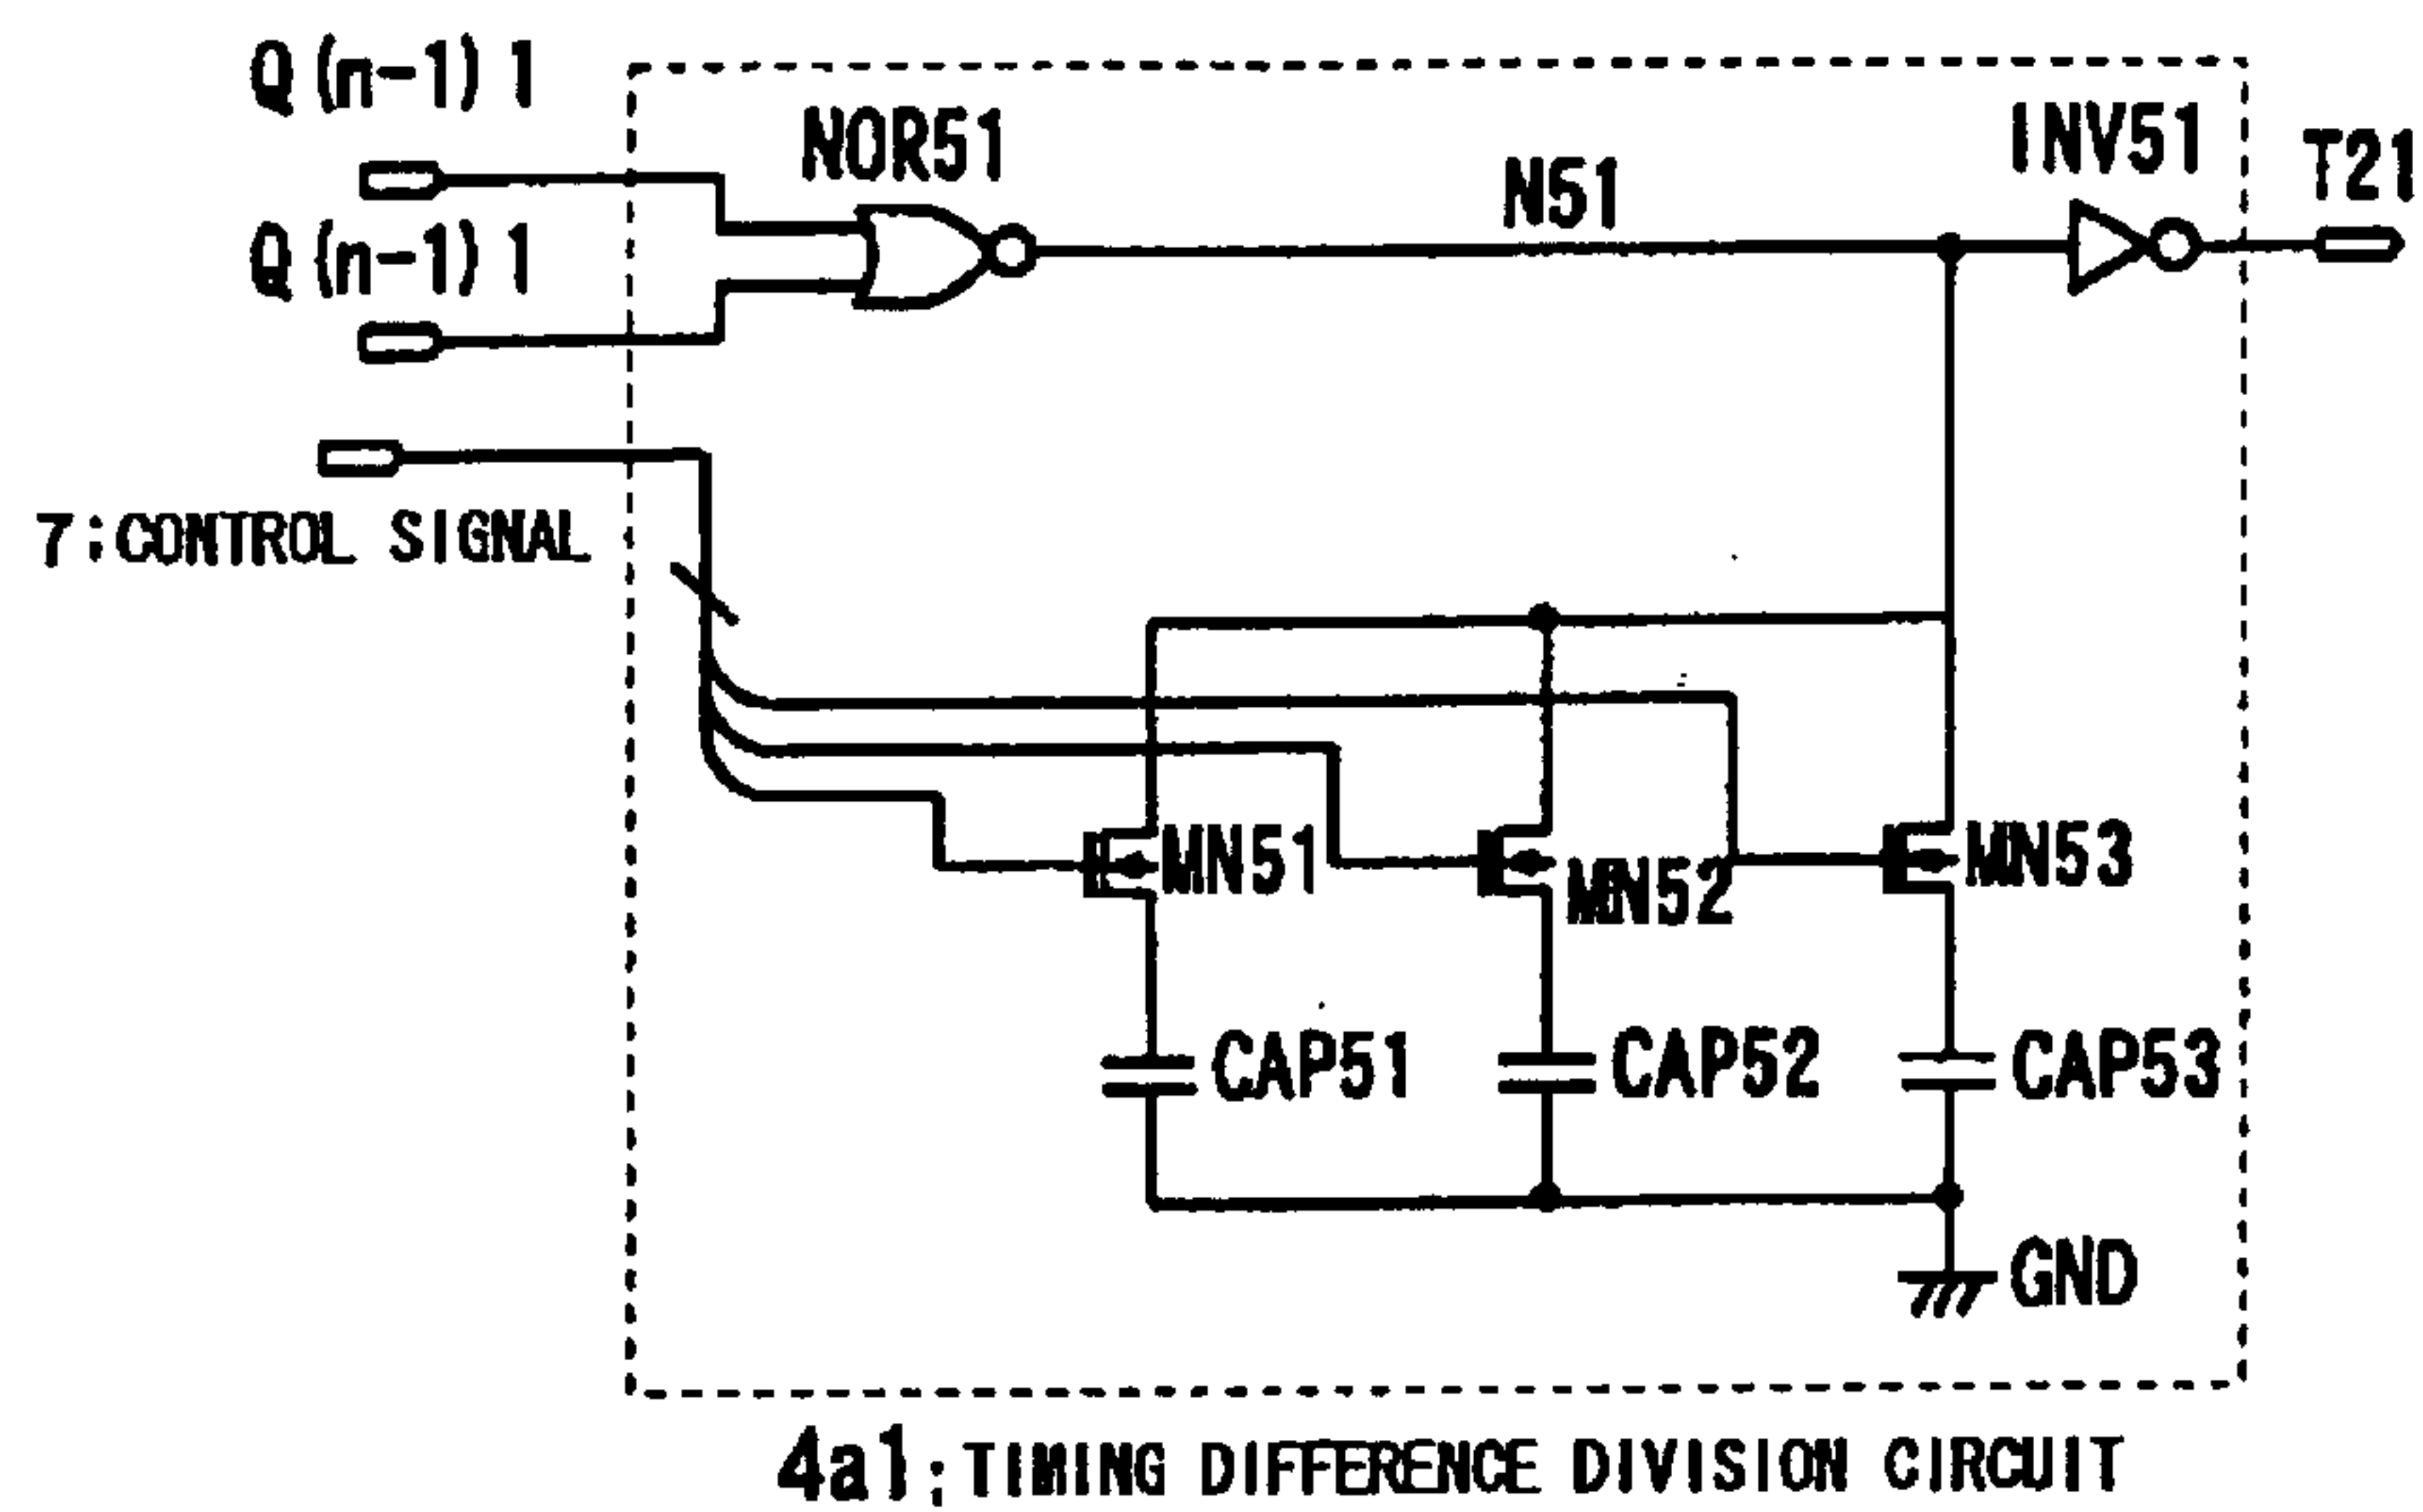 Q(n-1)1
NOR51
INV51
T21
N51
Q(n-1)1
7;CONTROL SIGNAL
MN51
MN52
MN53
CAP51
CAP52
CAP53
GND
4a1;TIMING DIFFERENCE DIVISION CIRCUIT